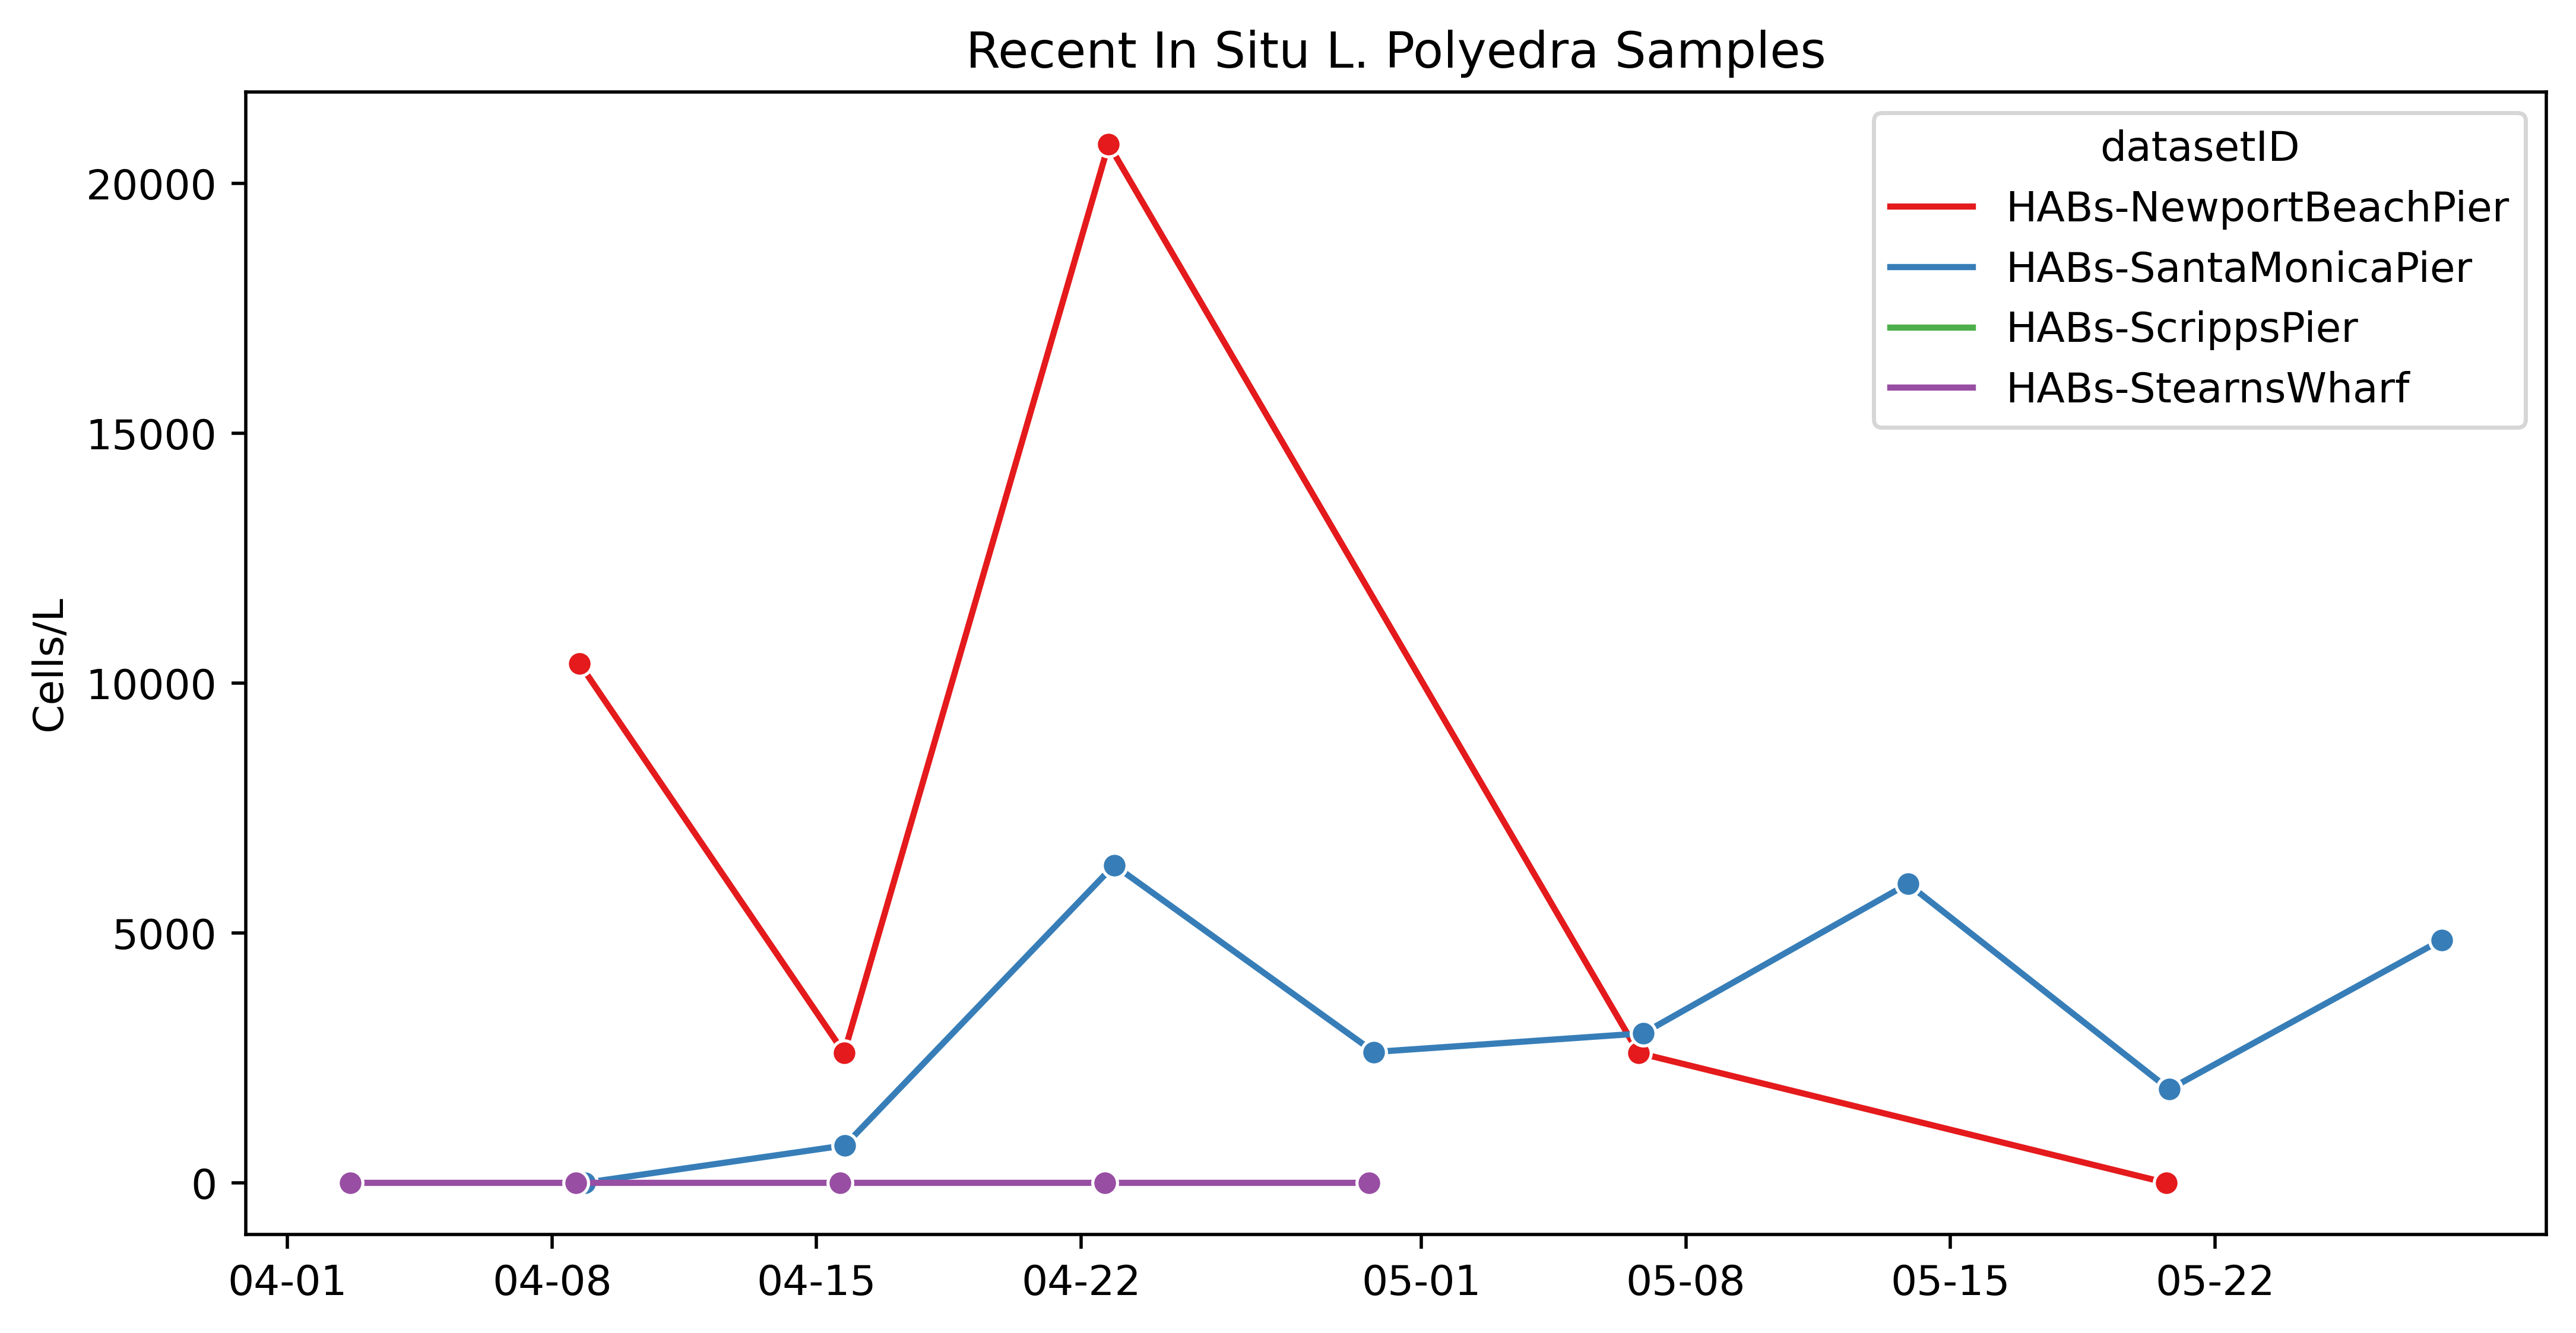 Recent In Situ L. Polyedra Samples
datasetID
HABs-NewportBeachPier
HABs-SantaMonicaPier
HABs-ScrippsPier
HABs-StearnsWharf
Cells/L
20000
15000
10000
5000
0
04-01 04-08 04-15 04-22 05-01 05-08 05-15 05-22